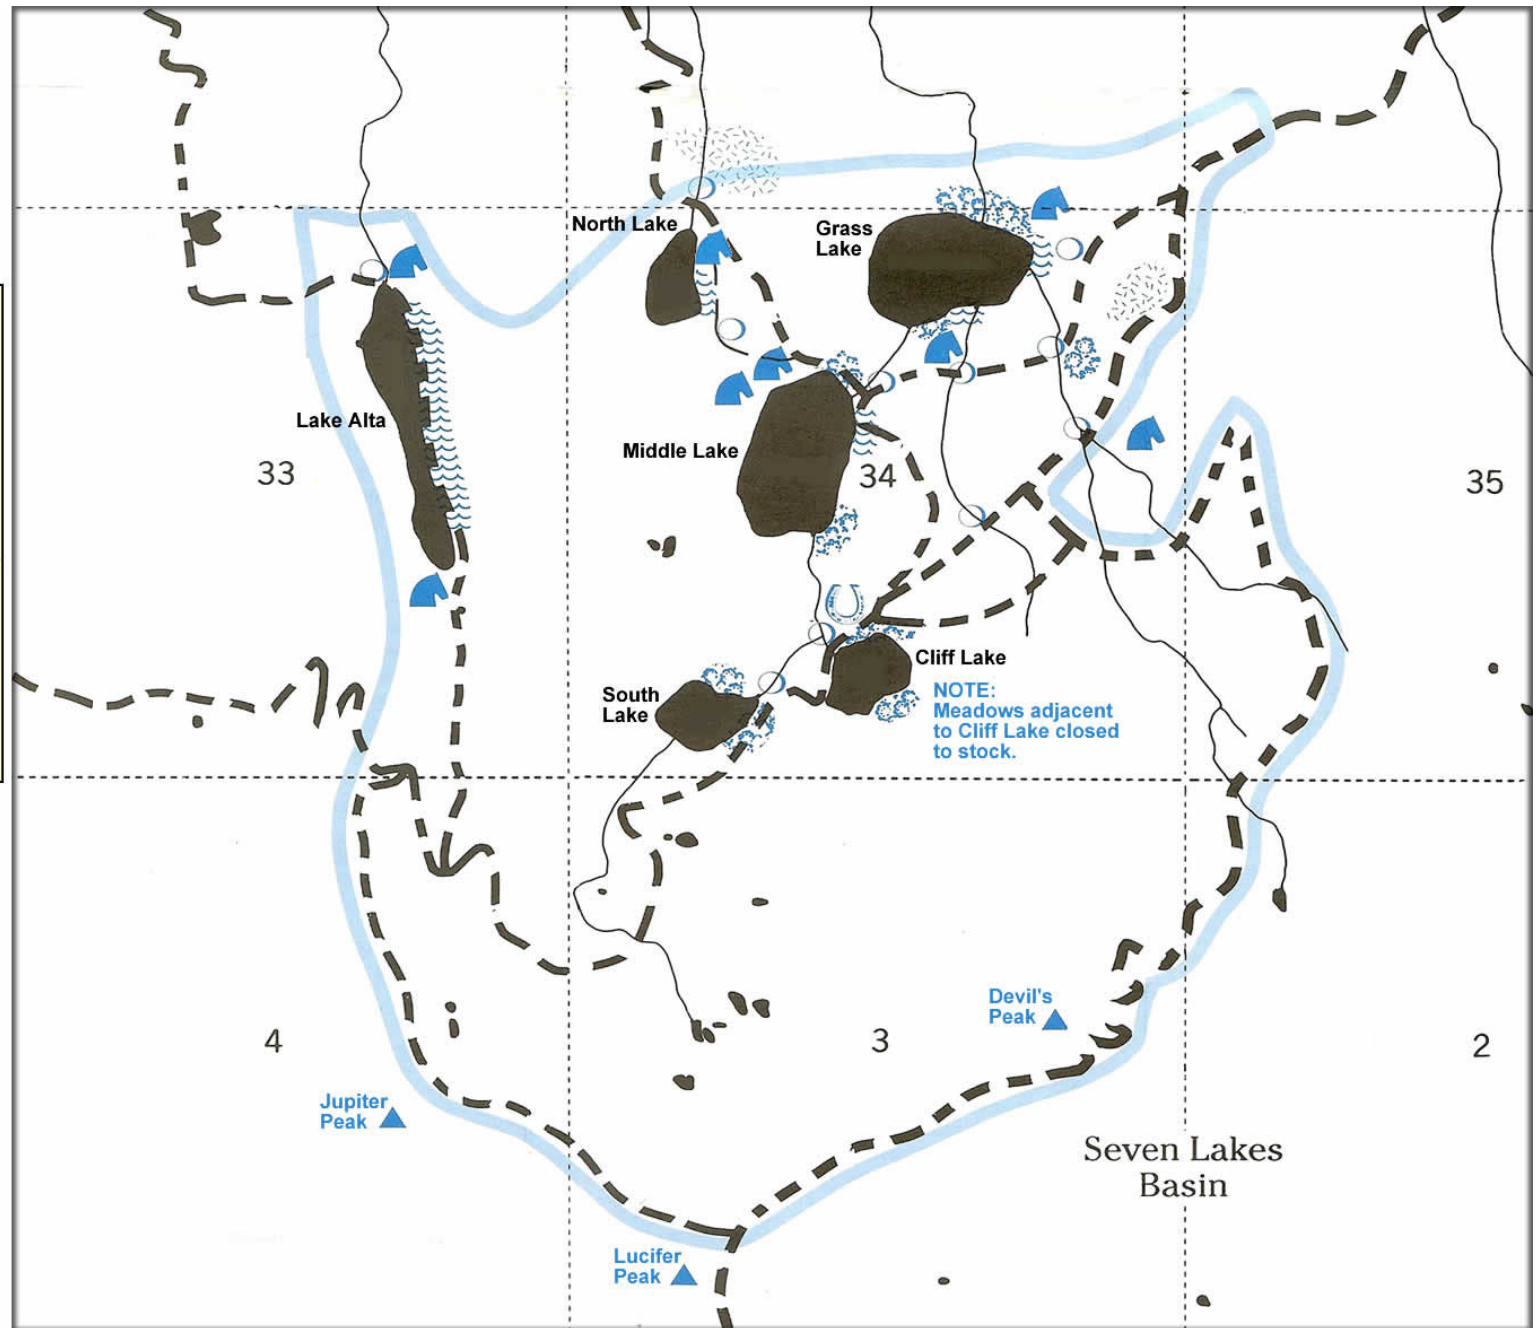 North Lake
Grass
Lake
Lake Alta
Middle Lake
33
34
35
Cliff Lake
South
Lake
NOTE:
Meadows adjacent
to Cliff Lake closed
to stock.
Devil's
Peak
4
3
2
Jupiter
Peak
Seven Lakes
Basin
Lucifer
Peak